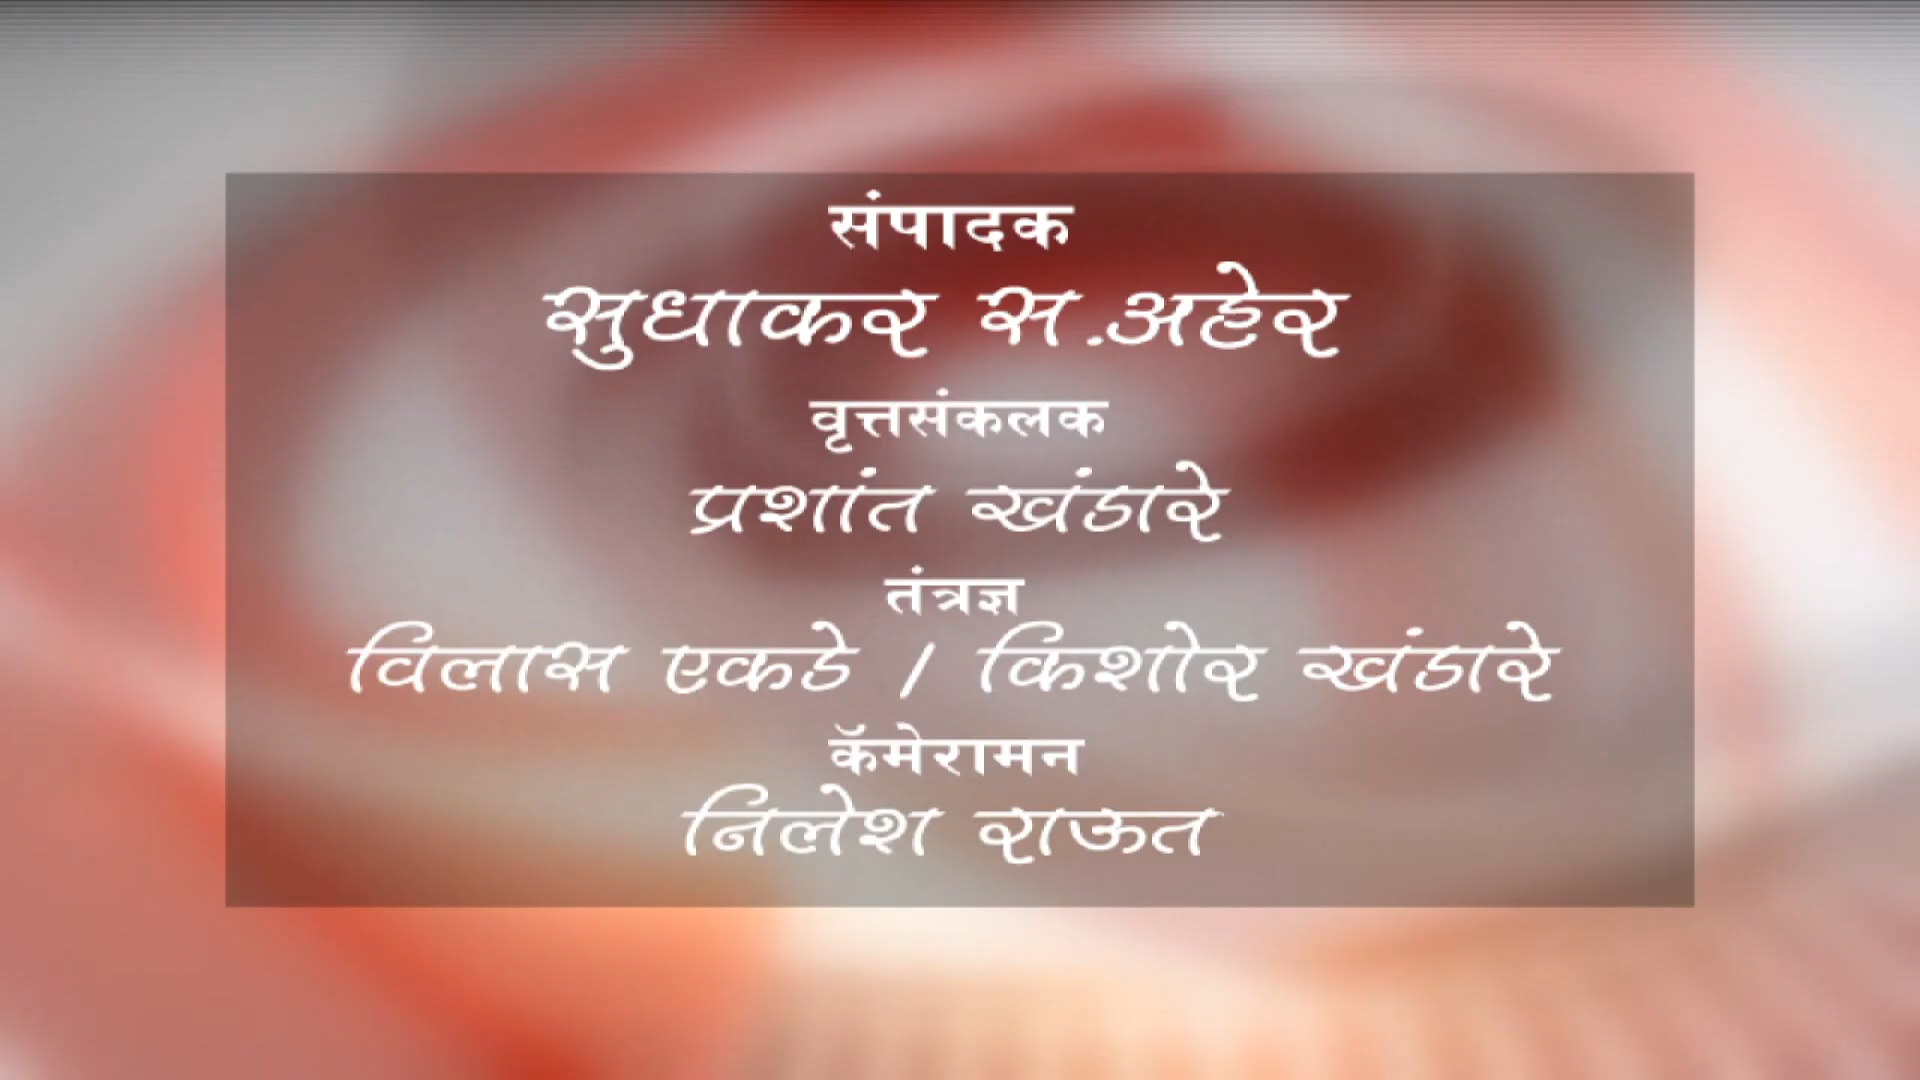 संपादक
सुधाकर स .अहेर
वृत्तसंकलक
प्रशांत खंडारे
तंत्रज्ञ
विलास एकडे / किशोर खंडारे
कॅमेरामन
निलेश राऊत